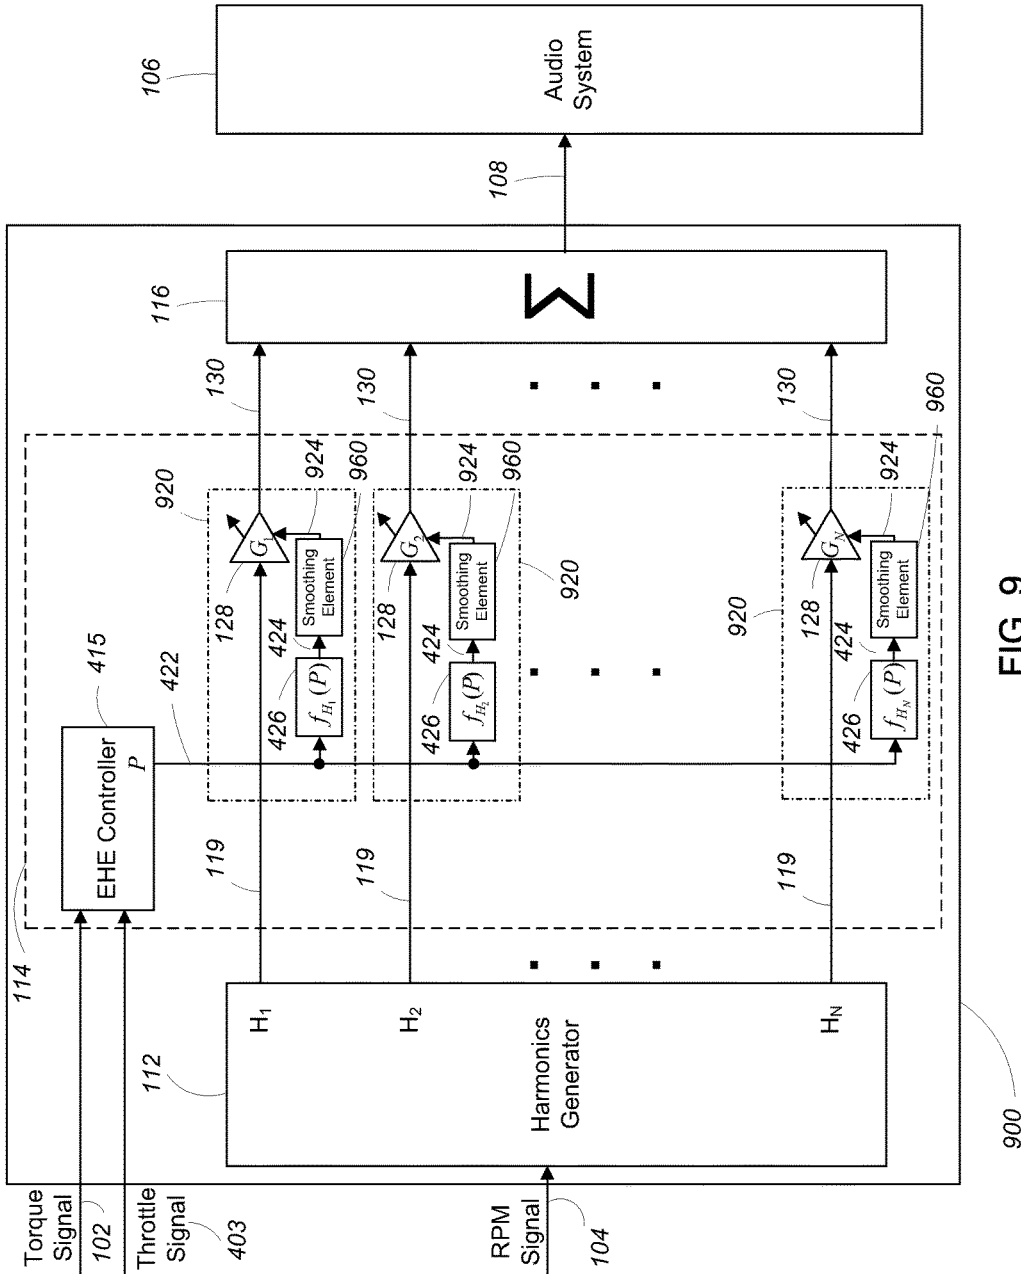 Torque
Signal
102
Throttle
Signal
403
RPM
Signal
104
112
Harmonics
Generator
H1
H2
HN
114
EHE Controller
P
415
422
119
119
119
920
426
fH1(P)
424
Smoothing
Element
924
960
128
G1
130
920
426
fH2(P)
424
Smoothing
Element
924
960
128
G2
130
920
426
fHN(P)
424
Smoothing
Element
924
960
128
GN
130
116
Σ
108
106
Audio
System
900
FIG. 9